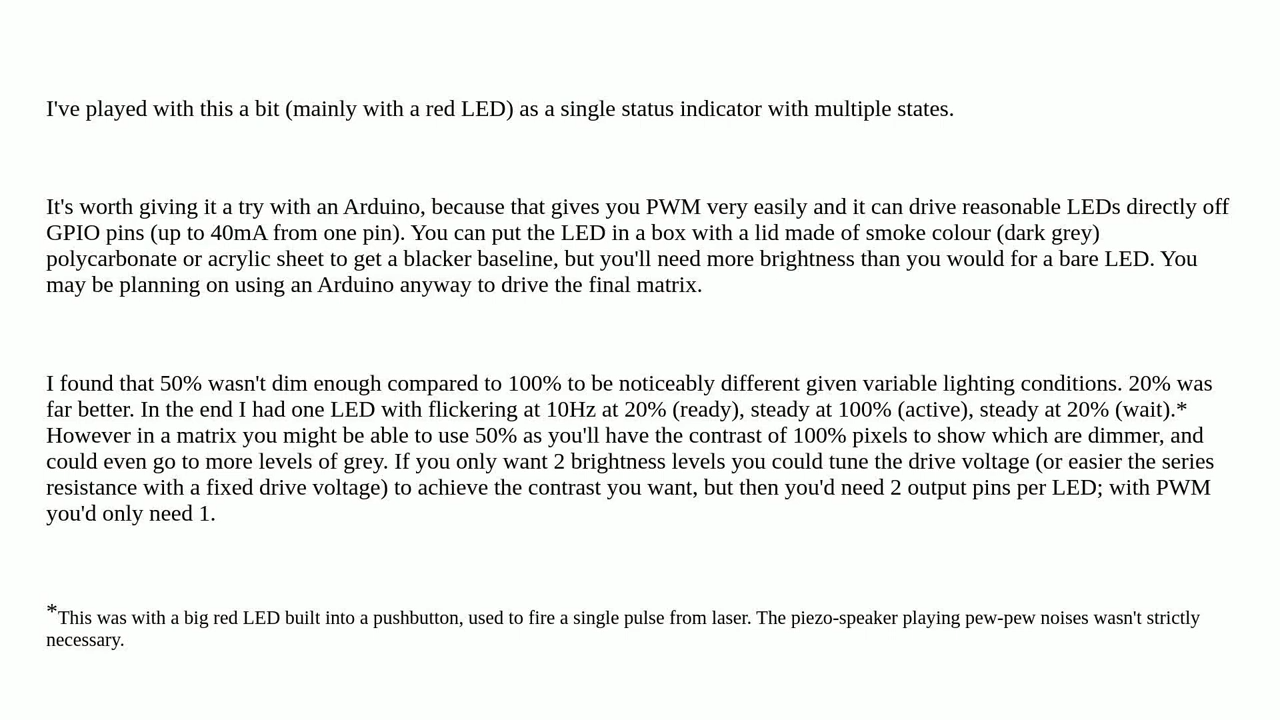 I've played with this a bit (mainly with a red LED) as a single status indicator with multiple states.
It's worth giving it a try with an Arduino, because that gives you PWM very easily and it can drive reasonable LEDs directly off
GPIO pins (up to 40mA from one pin). You can put the LED in a box with a lid made of smoke colour (dark grey)
polycarbonate or acrylic sheet to get a blacker baseline, but you'll need more brightness than you would for a bare LED. You
may be planning on using an Arduino anyway to drive the final matrix.
I found that 50% wasn't dim enough compared to 100% to be noticeably different given variable lighting conditions. 20% was
far better. In the end I had one LED with flickering at 10Hz at 20% (ready), steady at 100% (active), steady at 20% (wait).*
However in a matrix you might be able to use 50% as you'll have the contrast of 100% pixels to show which are dimmer, and
could even go to more levels of grey. If you only want 2 brightness levels you could tune the drive voltage (or easier the series
resistance with a fixed drive voltage) to achieve the contrast you want, but then you'd need 2 output pins per LED; with PWM
you'd only need 1.
*This was with a big red LED built into a pushbutton, used to fire a single pulse from laser. The piezo-speaker playing pew-pew noises wasn't strictly
necessary.